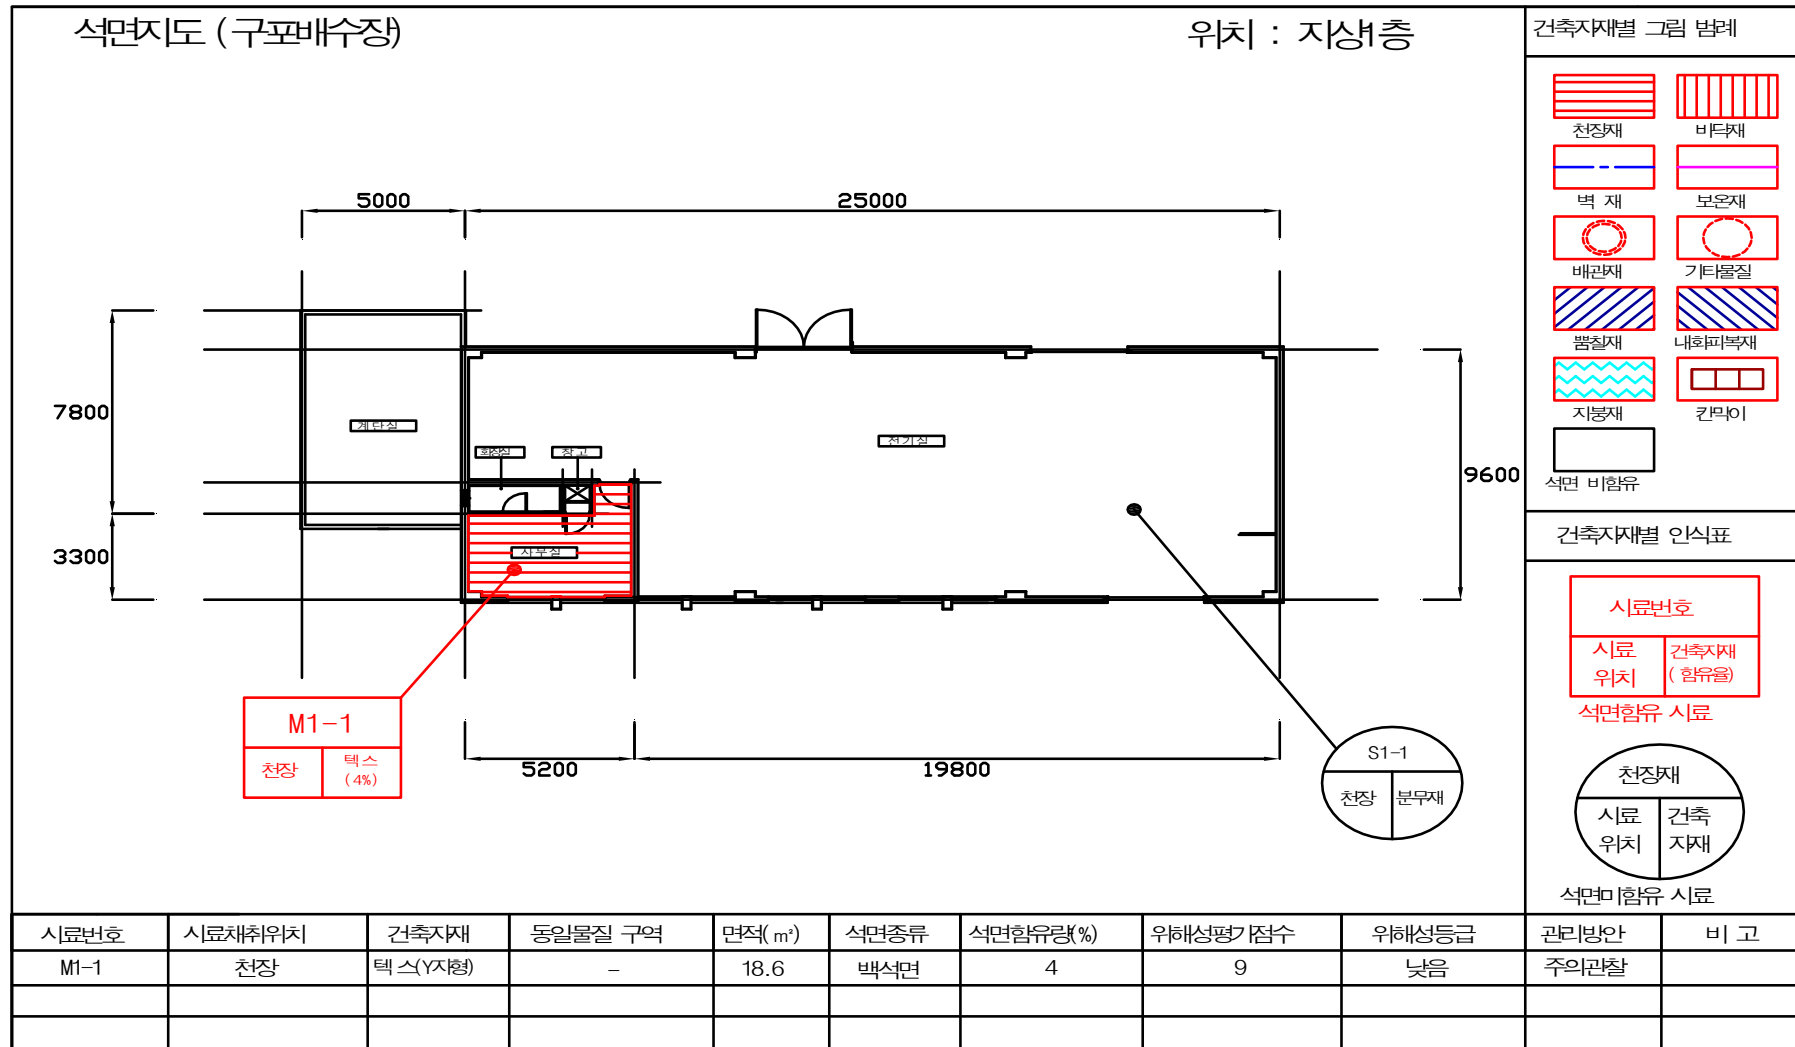 석면지도 (구포배수장)
위치 : 지상1층
건축자재별 그림 범례
천장재 바닥재
벽 재 보온재
배관재 기타물질
뿜칠재 내화피복재
지붕재 칸막이
석면 비함유
건축자재별 인식표
시료번호
시료
위치
건축자재
(함유율)
석면함유 시료
천장재
시료
위치
건축
자재
석면미함유 시료
5000
25000
7800
3300
9600
계단실
화장실
창고
전기실
사무실
5200
19800
M1-1
천장
텍스
(4%)
S1-1
천장
분무재
시료번호 시료채취위치 건축자재 동일물질 구역 면적(㎡) 석면종류 석면함유량(%) 위해성평가점수 위해성등급 관리방안 비 고
M1-1 천장 텍스(Y자형) - 18.6 백석면 4 9 낮음 주의관찰